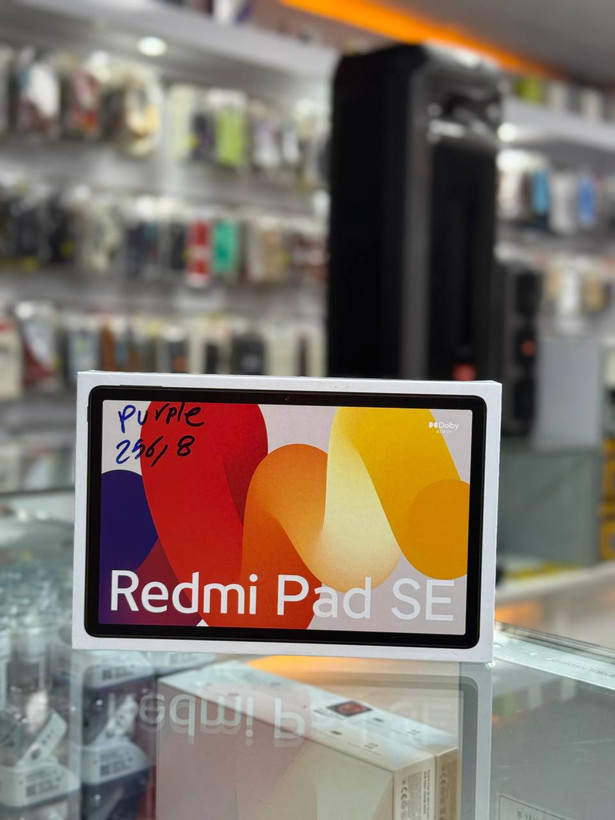 Purple
256/8
Dolby
Redmi Pad SE